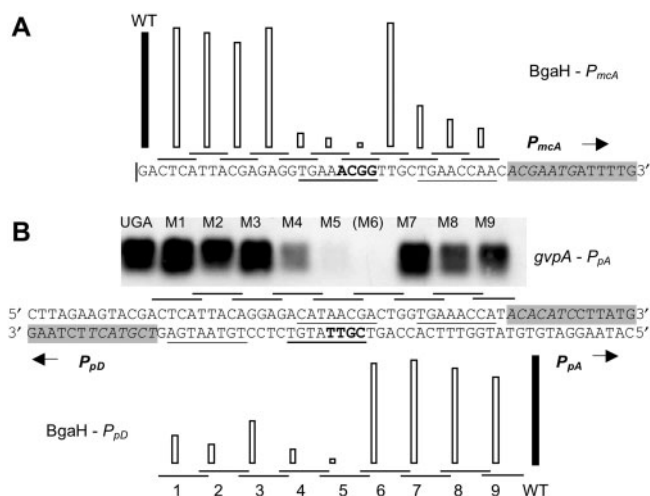 A
WT
BgaH - PmcA
PmcA
GACTCATTACGAGAGGTGAAACGGTTGCTGAACCAACACGAATGATTTTG3′
B
UGA M1 M2 M3 M4 M5 (M6) M7 M8 M9
gvpA - PpA
5′ CTTAGAAGTACGACTCATTACAGGAGACATAACGACTGGTGAAACCATACACATCCTTATG
3′ GAATCTTCATGCTGAGTAATGTCCTCTGTATTGCTGACCACTTTGGTATGTGTAGGAATAC5′
PpD PpA
BgaH - PpD
1 2 3 4 5 6 7 8 9 WT